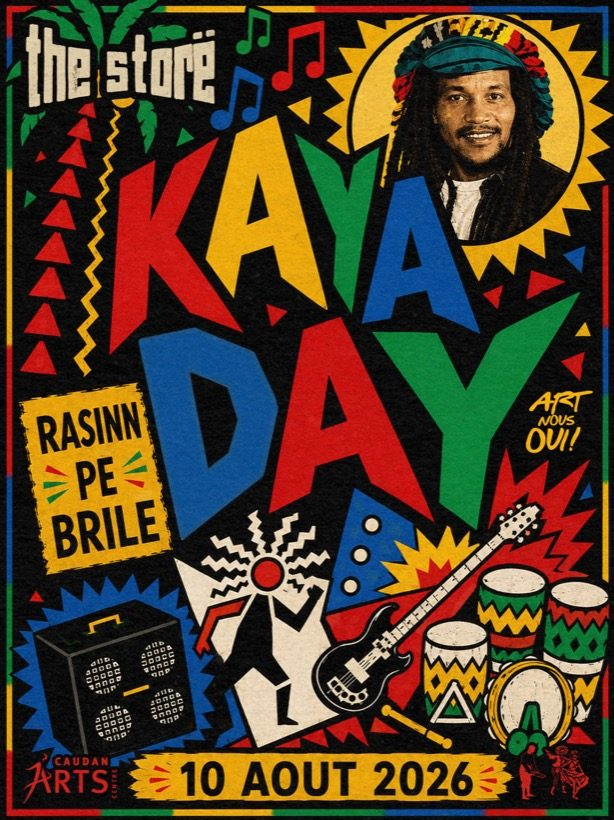 the storë
KAYA
DAY
RASINN
PE
BRILE
ART
NOUS
OUI!
CAUDAN
ARTS
CENTRE
10 AOUT 2026